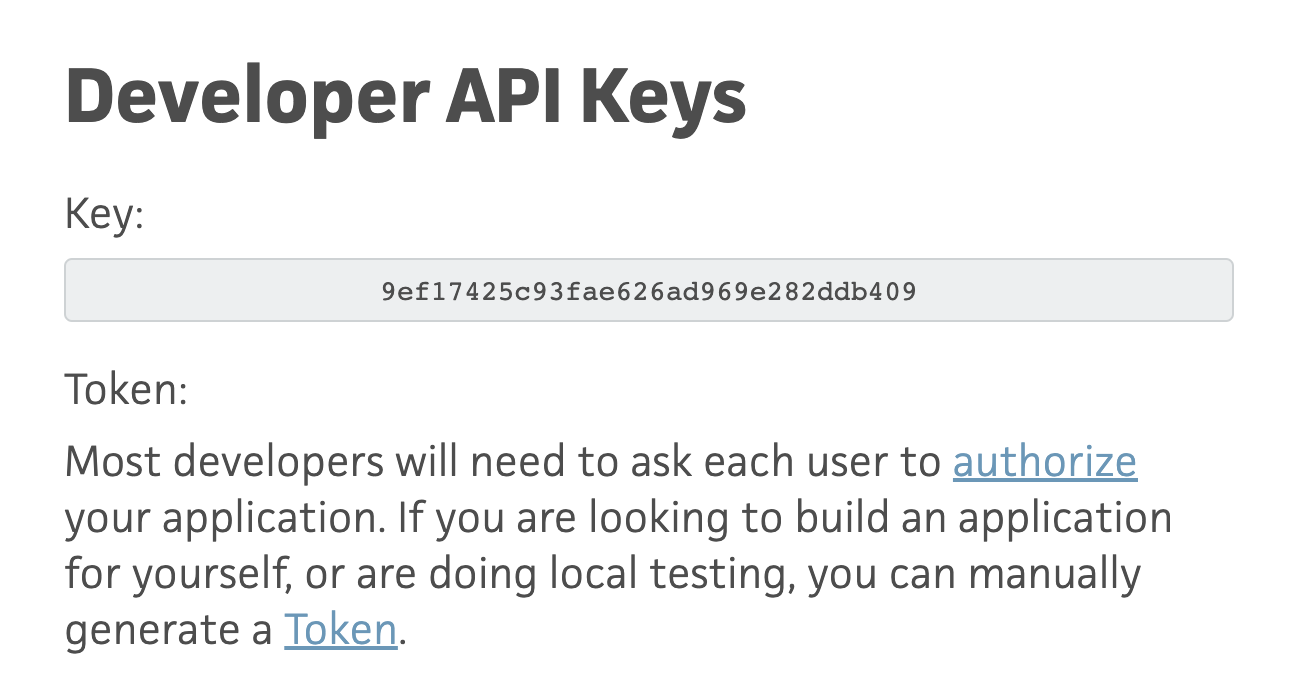 Developer API Keys
Key:
9ef17425c93fae626ad969e282ddb409
Token:
Most developers will need to ask each user to authorize
your application. If you are looking to build an application
for yourself, or are doing local testing, you can manually
generate a Token.